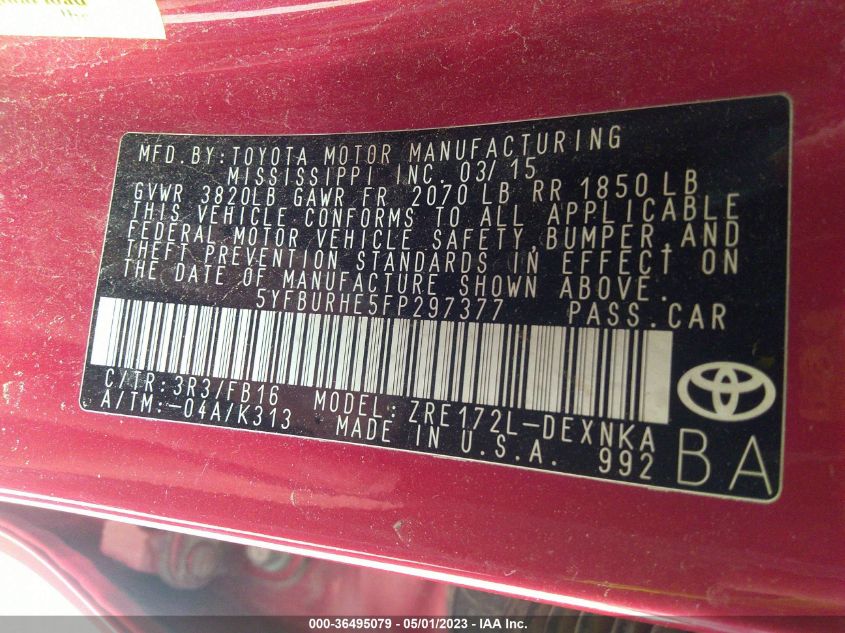 MFD.BY:TOYOTA MOTOR MANUFACTURING
MISSISSIPPI INC. 03/15
GVWR 3820LB GAWR FR 2070LB RR 1850LB
THIS VEHICLE CONFORMS TO ALL APPLICABLE
FEDERAL MOTOR VEHICLE SAFETY,BUMPER,AND
THEFT PREVENTION STANDARDS IN EFFECT ON
THE DATE OF MANUFACTURE SHOWN ABOVE.
5YFBURHE5FP297377 PASS.CAR
C/TR:3R3/FB16 MODEL:ZRE172L-DEXNKA
A/TM:-04A/K313 MADE IN U.S.A. 992
BA
000-36495079 - 05/01/2023 - IAA Inc.